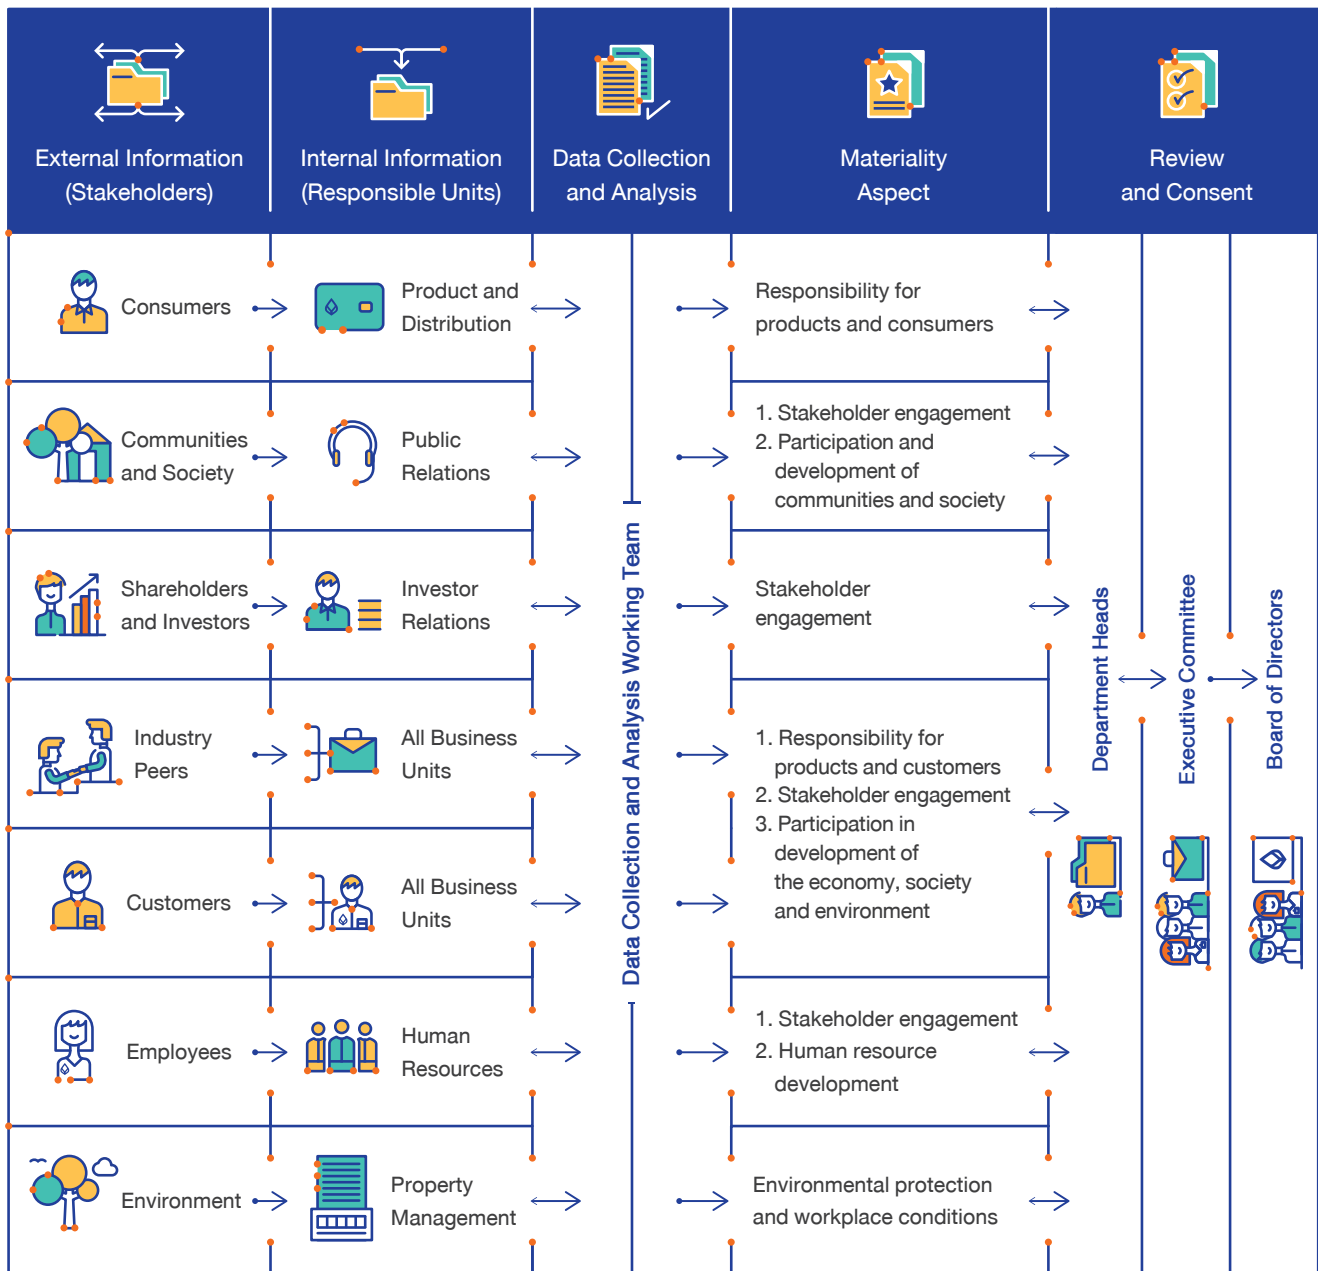 External Information
(Stakeholders)
Internal Information
(Responsible Units)
Data Collection
and Analysis
Materiality
Aspect
Review
and Consent
Consumers
Product and
Distribution
Responsibility for
products and consumers
Communities
and Society
Public
Relations
1. Stakeholder engagement
2. Participation and
development of
communities and society
Shareholders
and Investors
Investor
Relations
Stakeholder
engagement
Industry
Peers
All Business
Units
1. Responsibility for
products and customers
2. Stakeholder engagement
3. Participation in
development of
the economy, society
and environment
Customers
All Business
Units
Employees
Human
Resources
1. Stakeholder engagement
2. Human resource
development
Environment
Property
Management
Environmental protection
and workplace conditions
Data Collection and Analysis Working Team
Department Heads
Executive Committee
Board of Directors